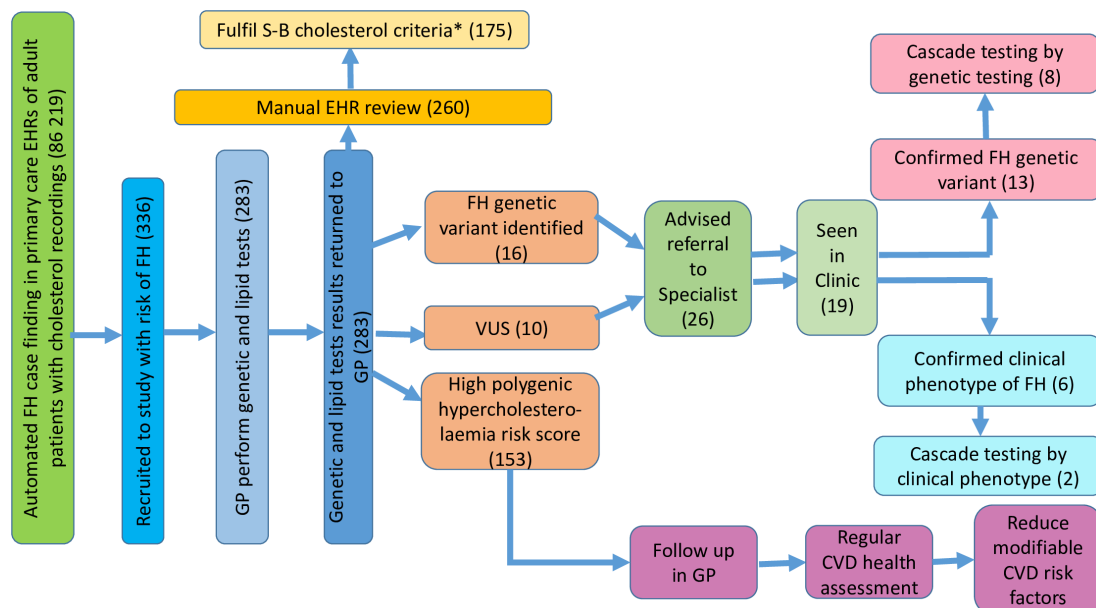 Automated FH case finding in primary care EHRs of adult
patients with cholesterol recordings (86 219)
Recruited to study with risk of FH (336)
GP perform genetic and lipid tests (283)
Genetic and lipid tests results returned to
GP (283)
Manual EHR review (260)
Fulfil S-B cholesterol criteria* (175)
FH genetic
variant identified
(16)
VUS (10)
High polygenic
hypercholestero-
laemia risk score
(153)
Advised
referral to
Specialist
(26)
Seen
in
Clinic
(19)
Confirmed FH genetic
variant (13)
Cascade testing by
genetic testing (8)
Confirmed clinical
phenotype of FH (6)
Cascade testing by
clinical phenotype (2)
Follow up
in GP
Regular
CVD health
assessment
Reduce
modifiable
CVD risk
factors